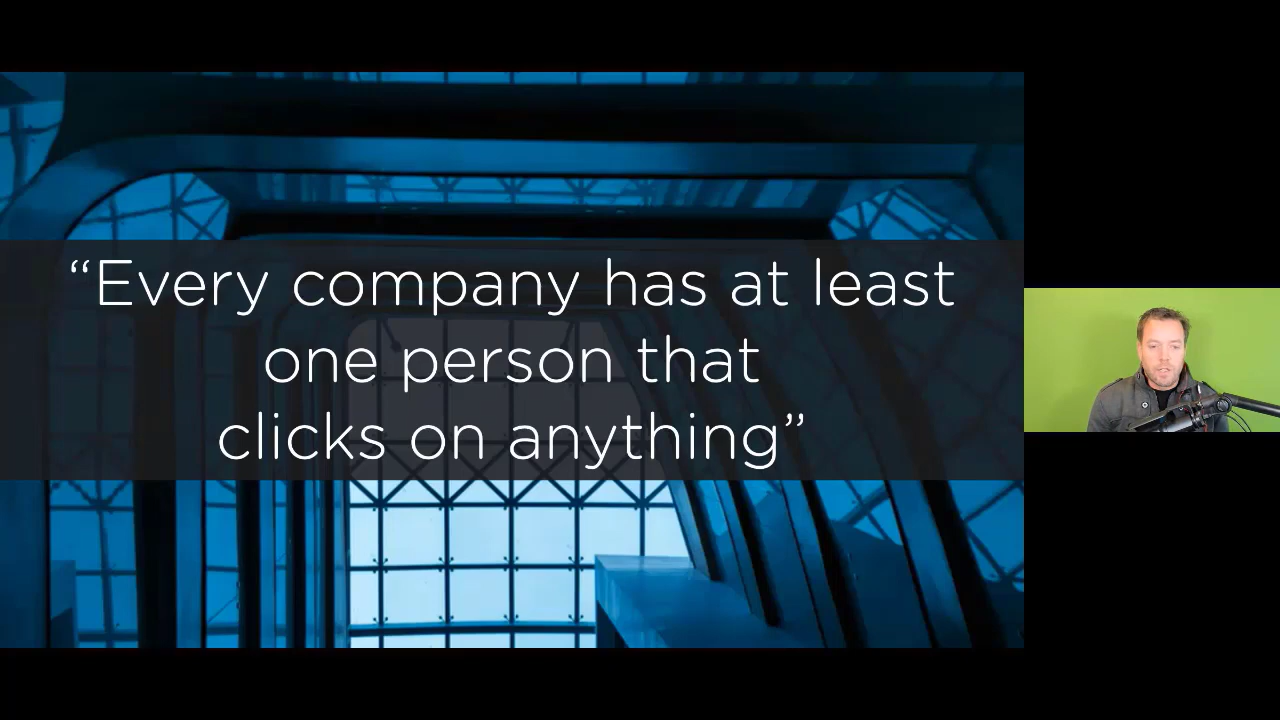 “Every company has at least
one person that
clicks on anything”